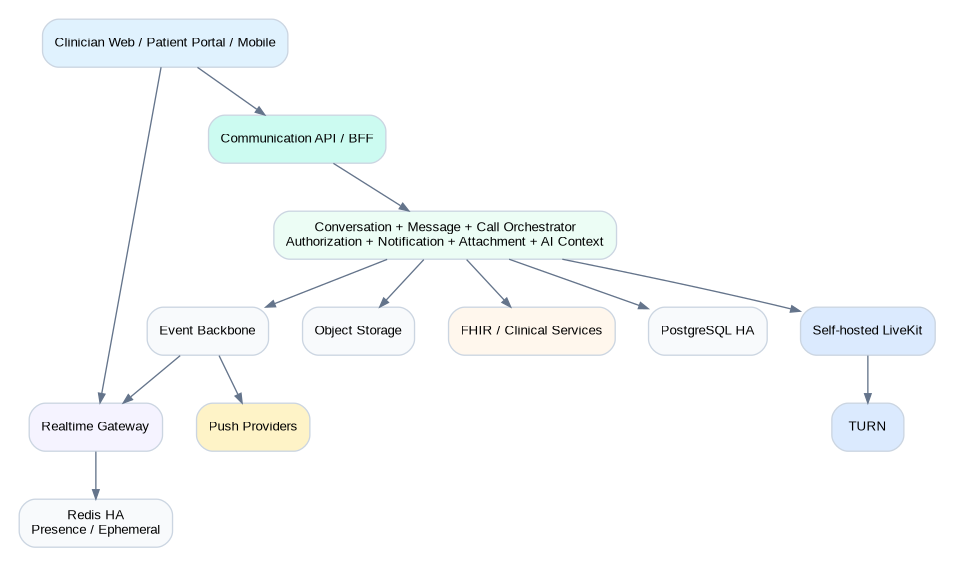 Clinician Web / Patient Portal / Mobile
Communication API / BFF
Conversation + Message + Call Orchestrator
Authorization + Notification + Attachment + AI Context
Event Backbone
Object Storage
FHIR / Clinical Services
PostgreSQL HA
Self-hosted LiveKit
Realtime Gateway
Push Providers
TURN
Redis HA
Presence / Ephemeral